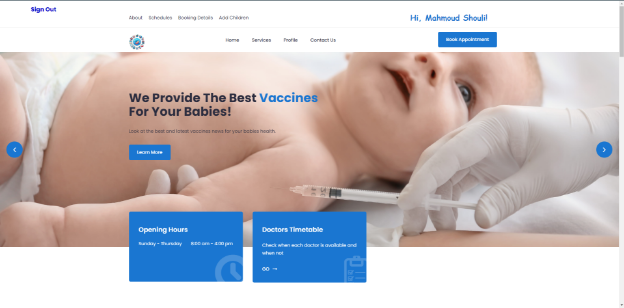 Sign Out
About Schedules Booking Details Add Children
Hi, Mahmoud Shouli!
Home Services Profile Contact Us
Book Appointment
We Provide The Best Vaccines
For Your Babies!
Look at the best and latest vaccines news for your babies health.
Learn More
Opening Hours
Sunday - Thursday 8:00 am - 4:00 pm
Doctors Timetable
Check when each doctor is available and
when not
GO →